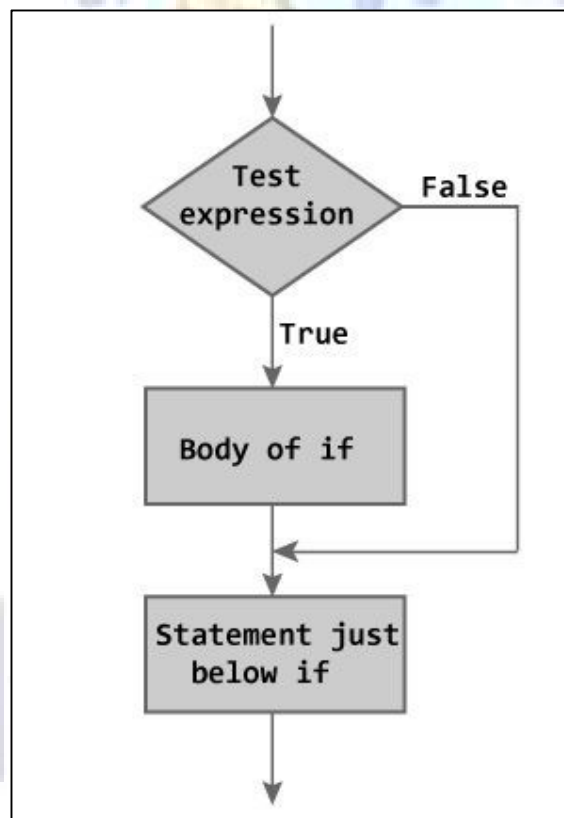 Test
expression
False
True
Body of if
Statement just
below if